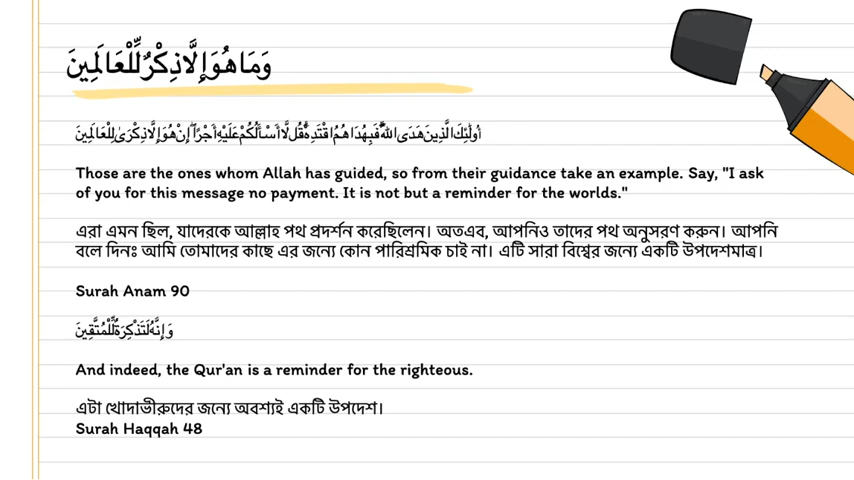 وَمَا هُوَ إِلَّا ذِكْرٌ لِّلْعَالَمِينَ
أُولَٰئِكَ الَّذِينَ هَدَى اللَّهُ ۖ فَبِهُدَاهُمُ اقْتَدِهْ ۗ قُل لَّا أَسْأَلُكُمْ عَلَيْهِ أَجْرًا ۖ إِنْ هُوَ إِلَّا ذِكْرَىٰ لِلْعَالَمِينَ
Those are the ones whom Allah has guided, so from their guidance take an example. Say, "I ask
of you for this message no payment. It is not but a reminder for the worlds."
এরা এমন ছিল, যাদেরকে আল্লাহ পথ প্রদর্শন করেছিলেন। অতএব, আপনিও তাদের পথ অনুসরণ করুন। আপনি
বলে দিনঃ আমি তোমাদের কাছে এর জন্যে কোন পারিশ্রমিক চাই না। এটি সারা বিশ্বের জন্যে একটি উপদেশমাত্র।
Surah Anam 90
وَإِنَّهُ لَتَذْكِرَةٌ لِّلْمُتَّقِينَ
And indeed, the Qur'an is a reminder for the righteous.
এটা খোদাভীরুদের জন্যে অবশ্যই একটি উপদেশ।
Surah Haqqah 48